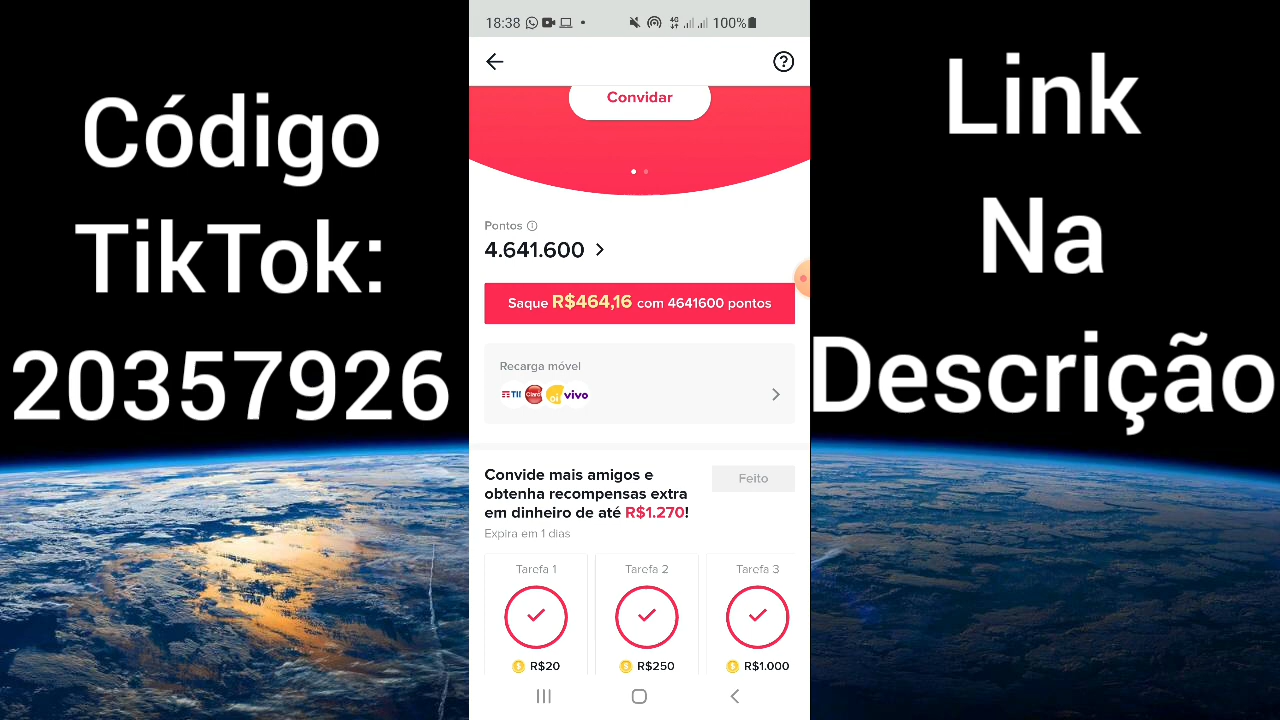 Código
TikTok:
20357926
18:38
4G
100%
Convidar
Pontos
4.641.600
Saque R$464,16 com 4641600 pontos
Recarga móvel
TI
Claro
oi
vivo
Convide mais amigos e
obtenha recompensas extra
em dinheiro de até R$1.270!
Feito
Expira em 1 dias
Tarefa 1
Tarefa 2
Tarefa 3
R$20
R$250
R$1.000
Link
Na
Descrição